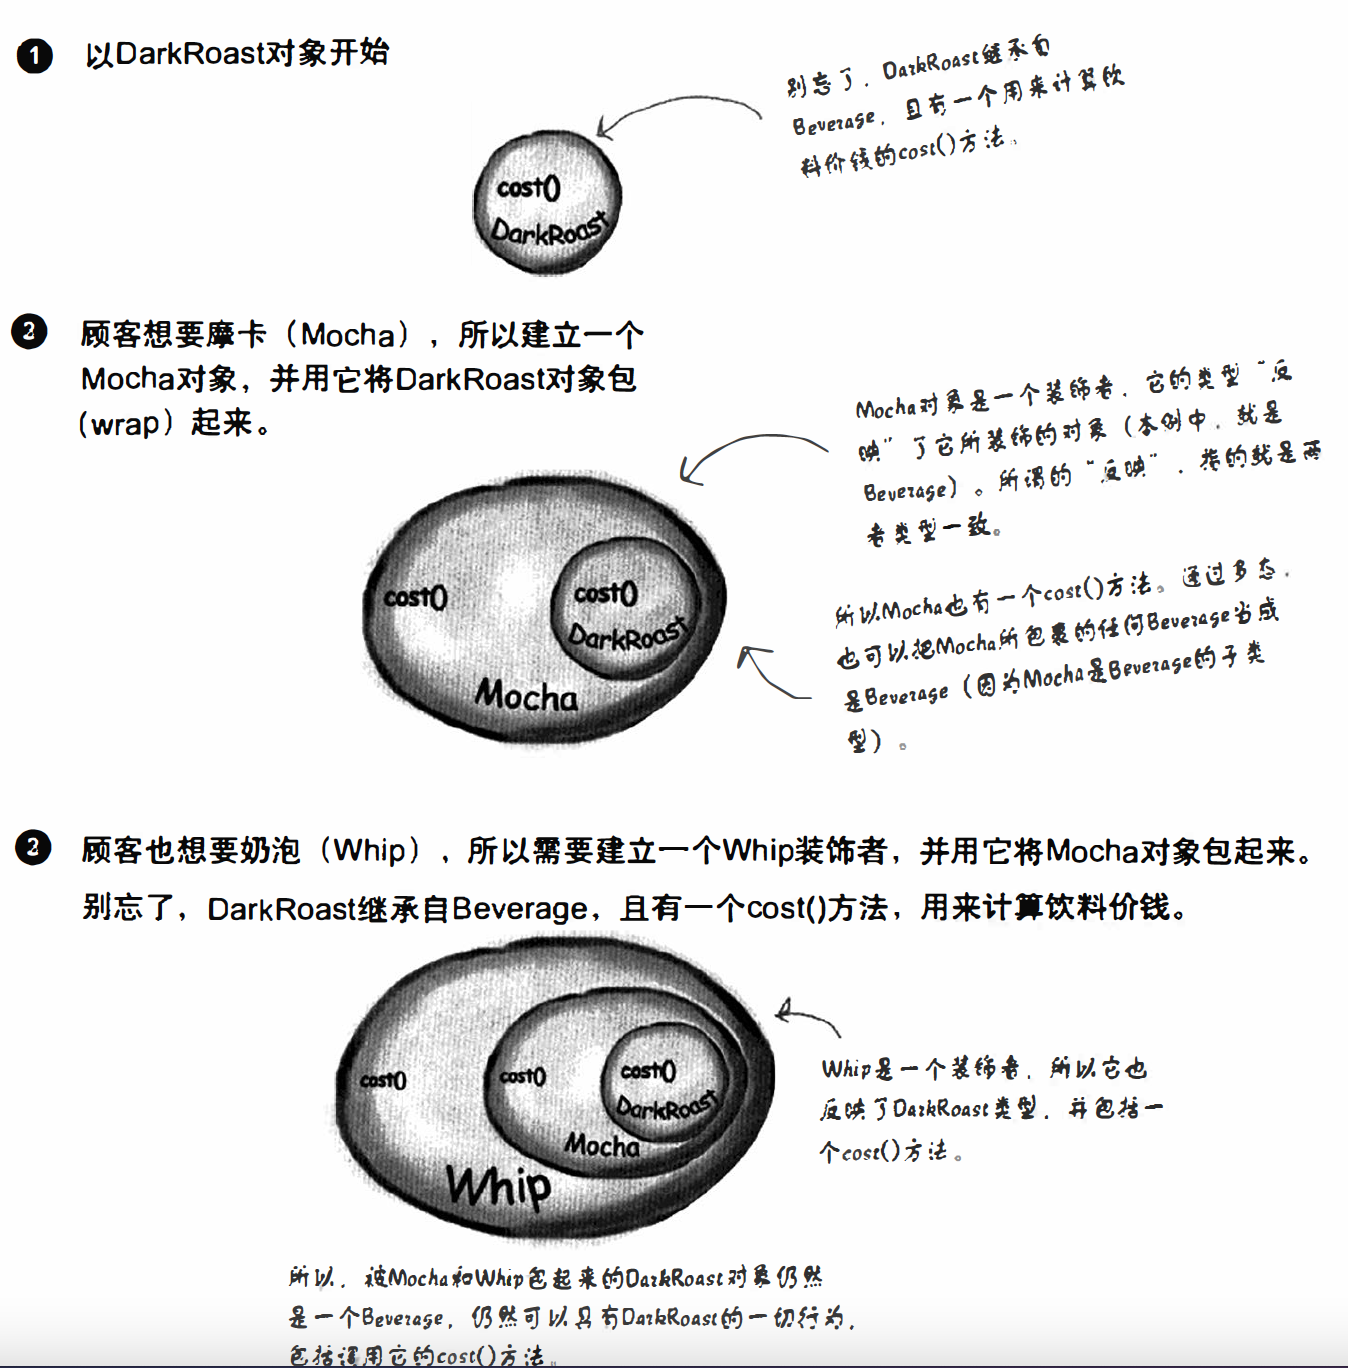 1 以DarkRoast对象开始
别忘了，DarkRoast继承自
Beverage，且有一个用来计算饮
料价钱的cost()方法。
cost()
DarkRoast
2 顾客想要摩卡（Mocha），所以建立一个
Mocha对象，并用它将DarkRoast对象包
(wrap）起来。
Mocha对象是一个装饰者，它的类型“反
映”了它所装饰的对象（本例中，就是
Beverage）。所谓的“反映”，指的就是两
者类型一致。
cost()
cost()
DarkRoast
Mocha
所以Mocha也有一个cost()方法。通过多态，
也可以把Mocha所包裹的任何Beverage当成
是Beverage（因为Mocha是Beverage的子类
型）。
2 顾客也想要奶泡（Whip），所以需要建立一个Whip装饰者，并用它将Mocha对象包起来。
别忘了，DarkRoast继承自Beverage，且有一个cost()方法，用来计算饮料价钱。
cost()
cost()
cost()
DarkRoast
Mocha
Whip
Whip是一个装饰者，所以它也
反映了DarkRoast类型，并包括一
个cost()方法。
所以，被Mocha和Whip包起来的DarkRoast对象仍然
是一个Beverage，仍然可以具有DarkRoast的一切行为，
包括调用它的cost()方法。